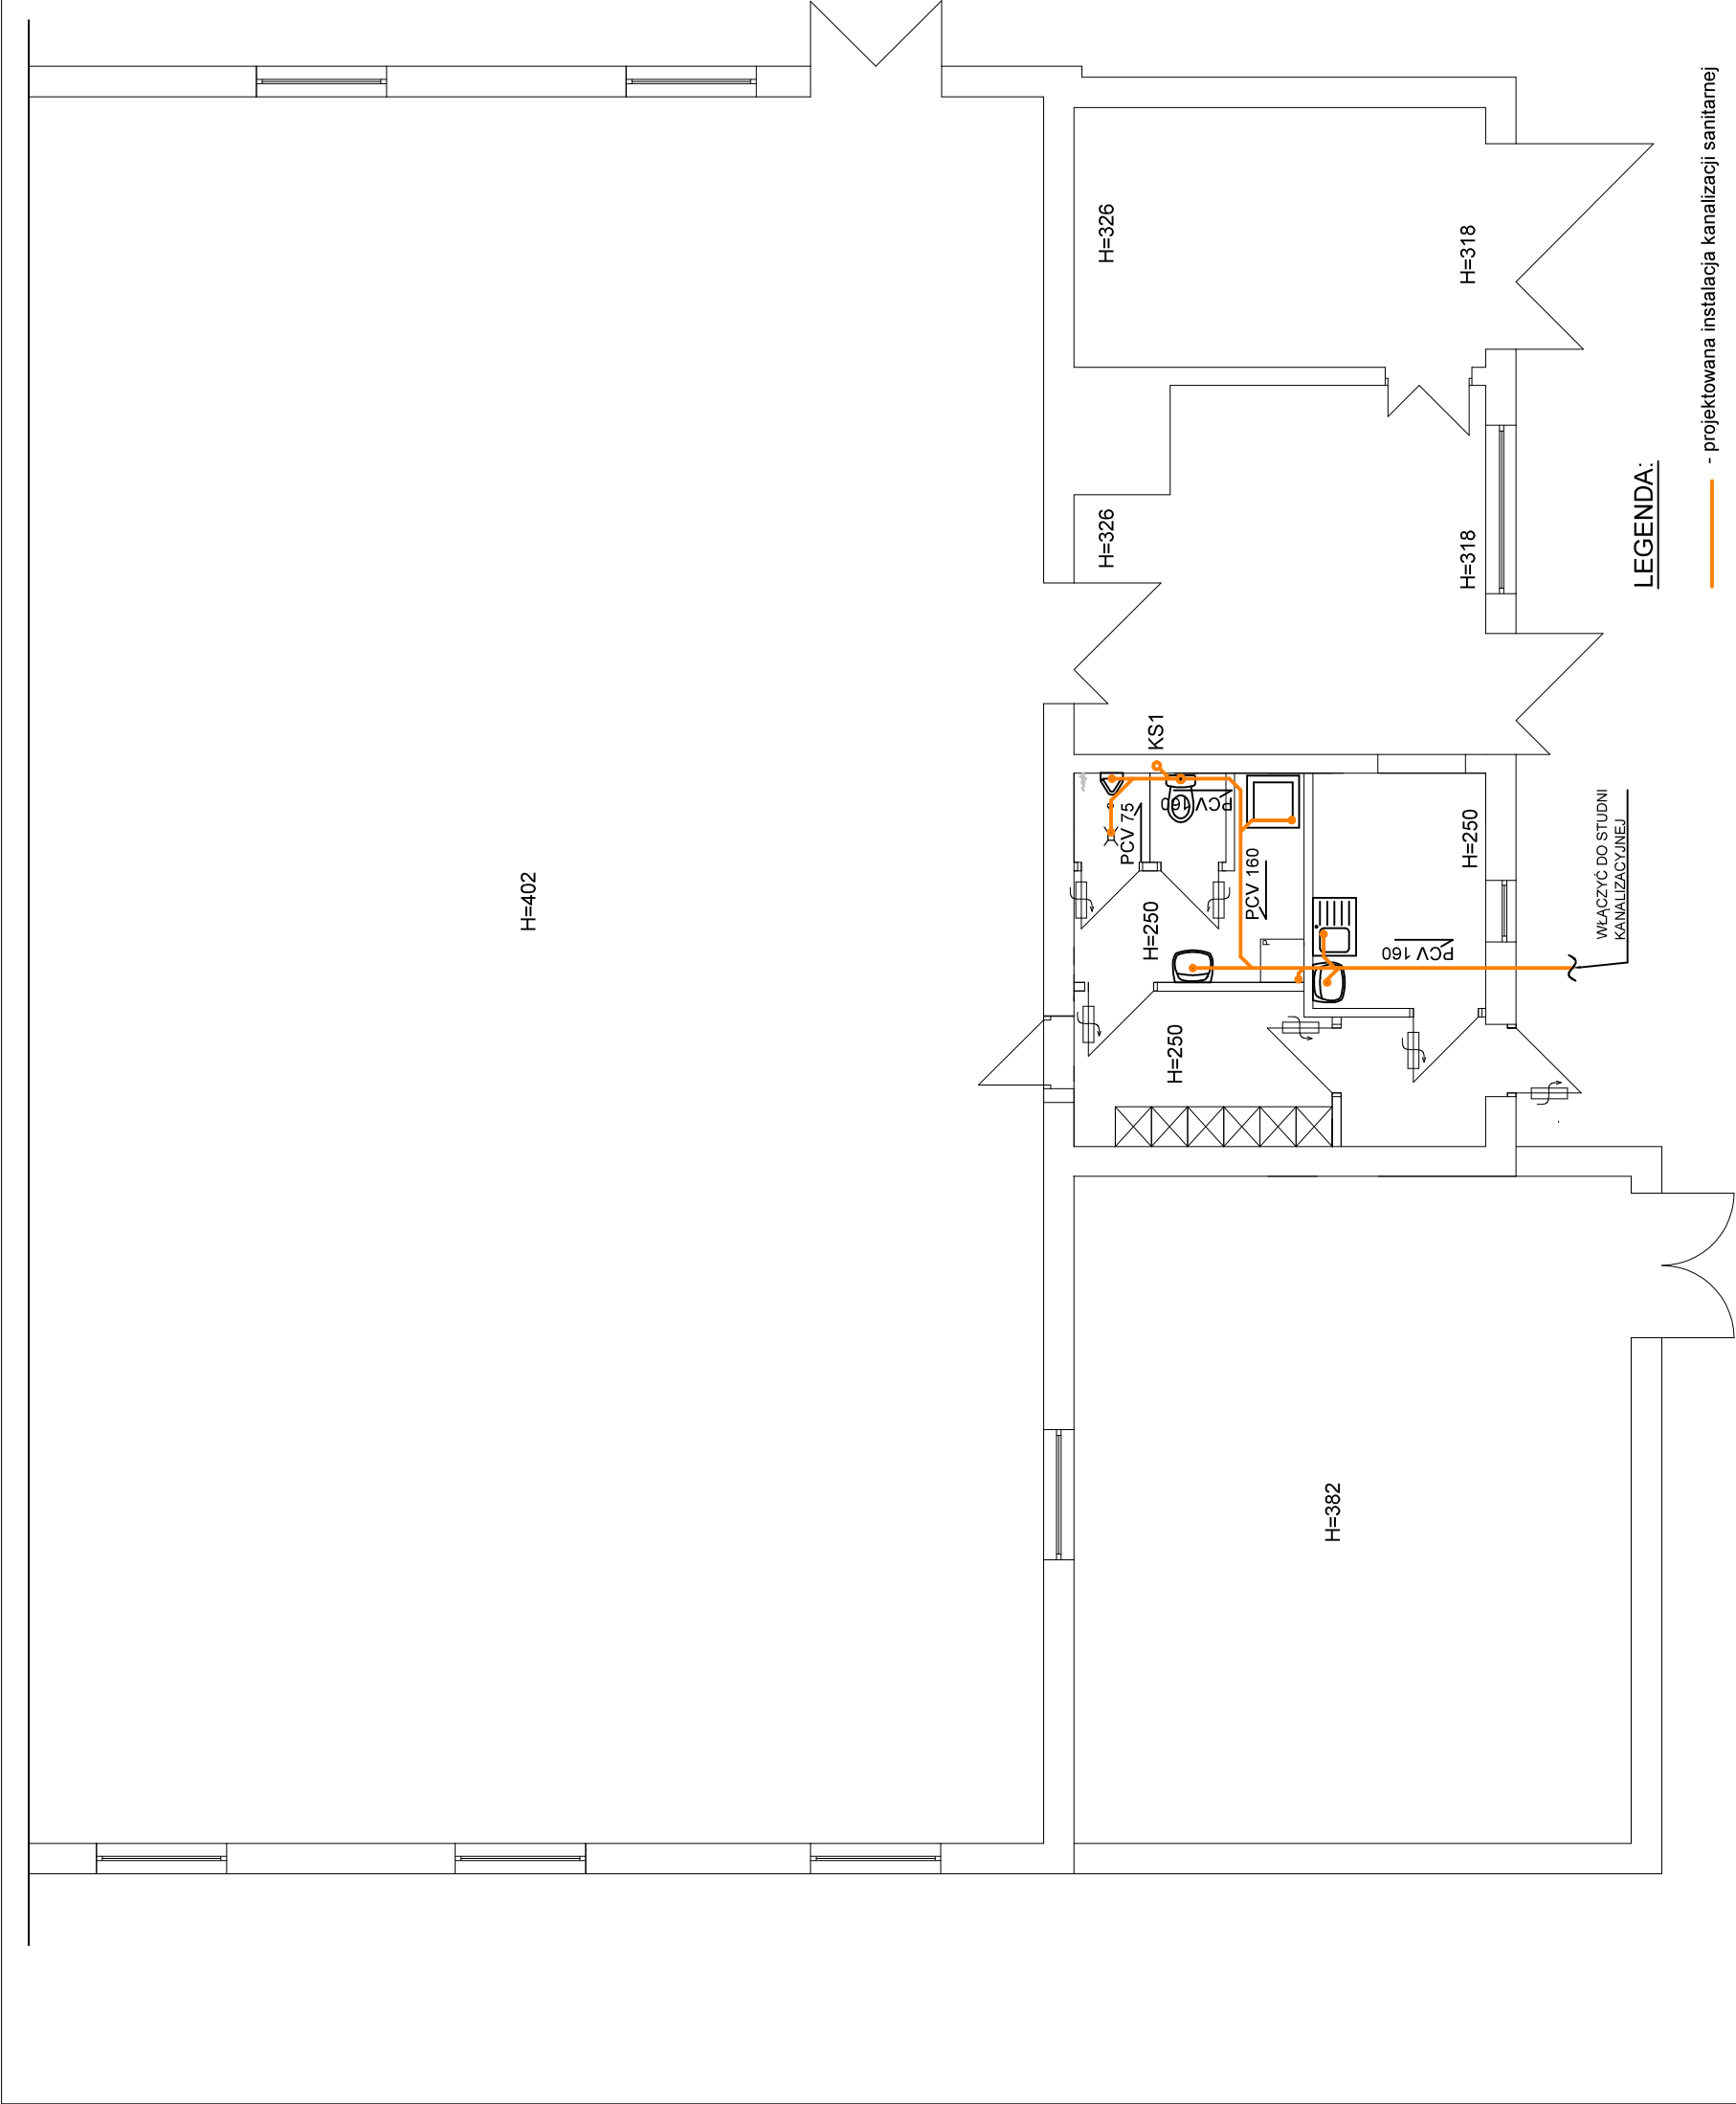 H=402
H=326
H=318
H=326
H=318
KS1
PCV 75
PCV 160
PCV 160
H=250
H=250
P
PCV 160
H=250
H=382
WŁĄCZYĆ DO STUDNI
KANALIZACYJNEJ
LEGENDA:
- projektowana instalacja kanalizacji sanitarnej